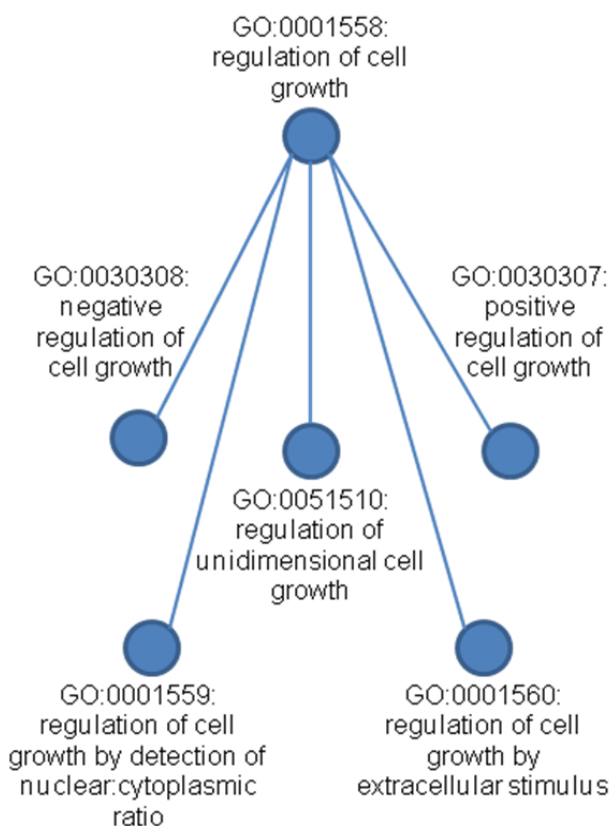 GO:0001558:
regulation of cell
growth
GO:0030308:
negative
regulation of
cell growth
GO:0030307:
positive
regulation of
cell growth
GO:0051510:
regulation of
unidimensional cell
growth
GO:0001559:
regulation of cell
growth by detection of
nuclear:cytoplasmic
ratio
GO:0001560:
regulation of cell
growth by
extracellular stimulus